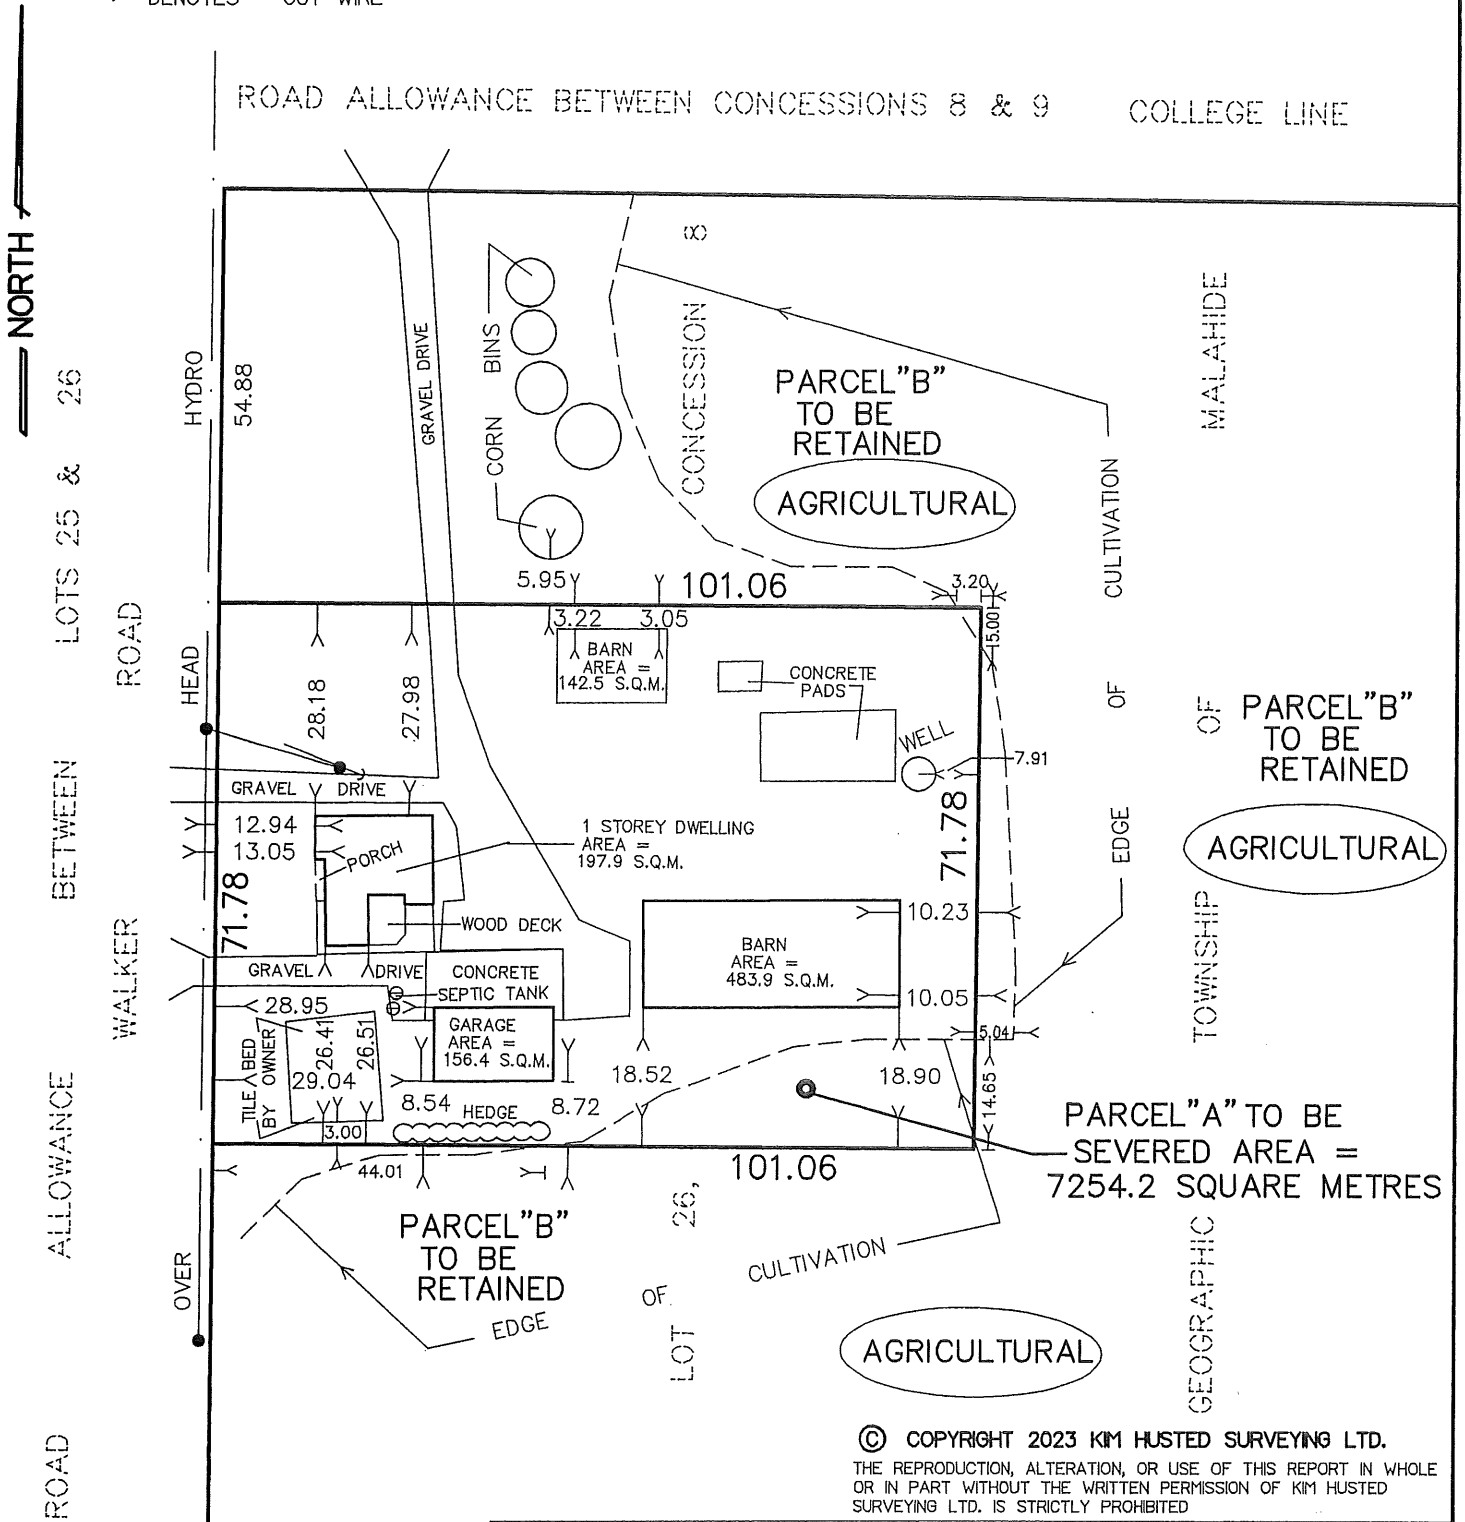 DENOTES CUT WIRE
ROAD ALLOWANCE BETWEEN CONCESSIONS 8 & 9 COLLEGE LINE
NORTH
ROAD ALLOWANCE BETWEEN LOTS 25 & 26
WALKER ROAD
OVER HEAD HYDRO
54.88
GRAVEL DRIVE
CORN BINS
CONCESSION 8
PARCEL"B"
TO BE
RETAINED
AGRICULTURAL
EDGE OF CULTIVATION
GEOGRAPHIC TOWNSHIP OF MALAHIDE
5.95
101.06
3.20
3.22
3.05
5.00
BARN
AREA =
142.5 S.Q.M.
28.18
27.98
CONCRETE
PADS
WELL
7.91
PARCEL"B"
TO BE
RETAINED
AGRICULTURAL
GRAVEL DRIVE
12.94
13.05
PORCH
1 STOREY DWELLING
AREA =
197.9 S.Q.M.
71.78
71.78
WOOD DECK
10.23
BARN
AREA =
483.9 S.Q.M.
10.05
GRAVEL DRIVE
CONCRETE
SEPTIC TANK
28.95
GARAGE
AREA =
156.4 S.Q.M.
5.04
TILE BED
BY OWNER
26.41
26.51
29.04
3.00
8.54
HEDGE
8.72
18.52
18.90
14.65
PARCEL"A" TO BE
SEVERED AREA =
7254.2 SQUARE METRES
44.01
101.06
PARCEL"B"
TO BE
RETAINED
LOT 26,
EDGE OF CULTIVATION
AGRICULTURAL
© COPYRIGHT 2023 KIM HUSTED SURVEYING LTD.
THE REPRODUCTION, ALTERATION, OR USE OF THIS REPORT IN WHOLE
OR IN PART WITHOUT THE WRITTEN PERMISSION OF KIM HUSTED
SURVEYING LTD. IS STRICTLY PROHIBITED